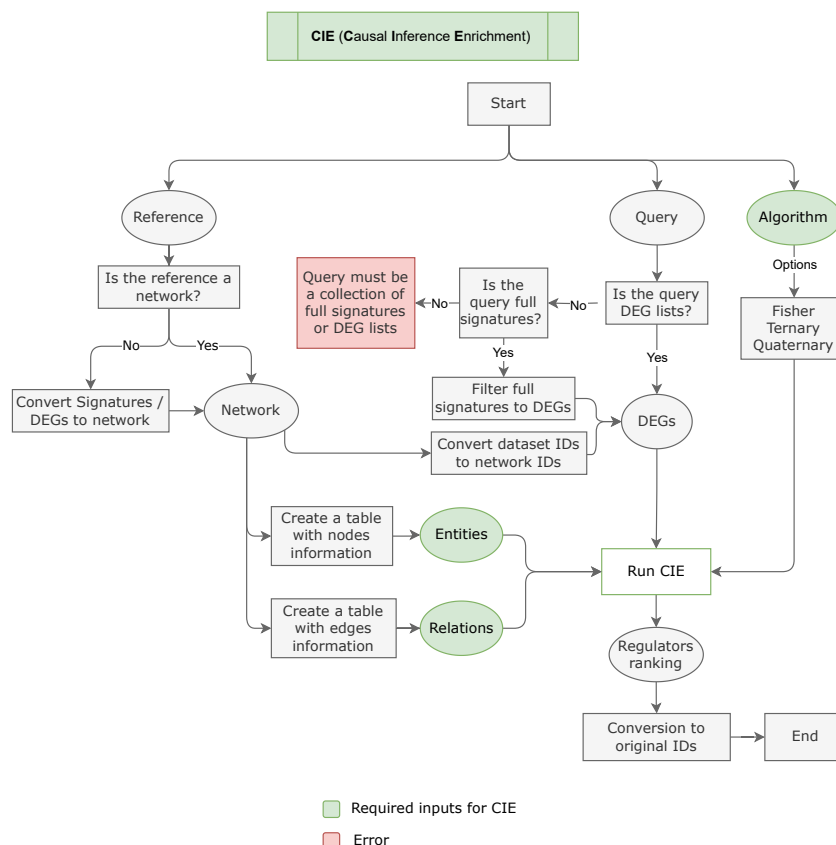 CIE (Causal Inference Enrichment)
Start
Reference
Query
Algorithm
Is the reference a
network?
Query must be
a collection of
full signatures
or DEG lists
No
Is the
query full
signatures?
No
Is the query
DEG lists?
Options
Fisher
Ternary
Quaternary
No
Yes
Yes
Yes
Convert Signatures /
DEGs to network
Network
Filter full
signatures to DEGs
DEGs
Convert dataset IDs
to network IDs
Create a table
with nodes
information
Entities
Run CIE
Create a table
with edges
information
Relations
Regulators
ranking
Conversion to
original IDs
End
Required inputs for CIE
Error